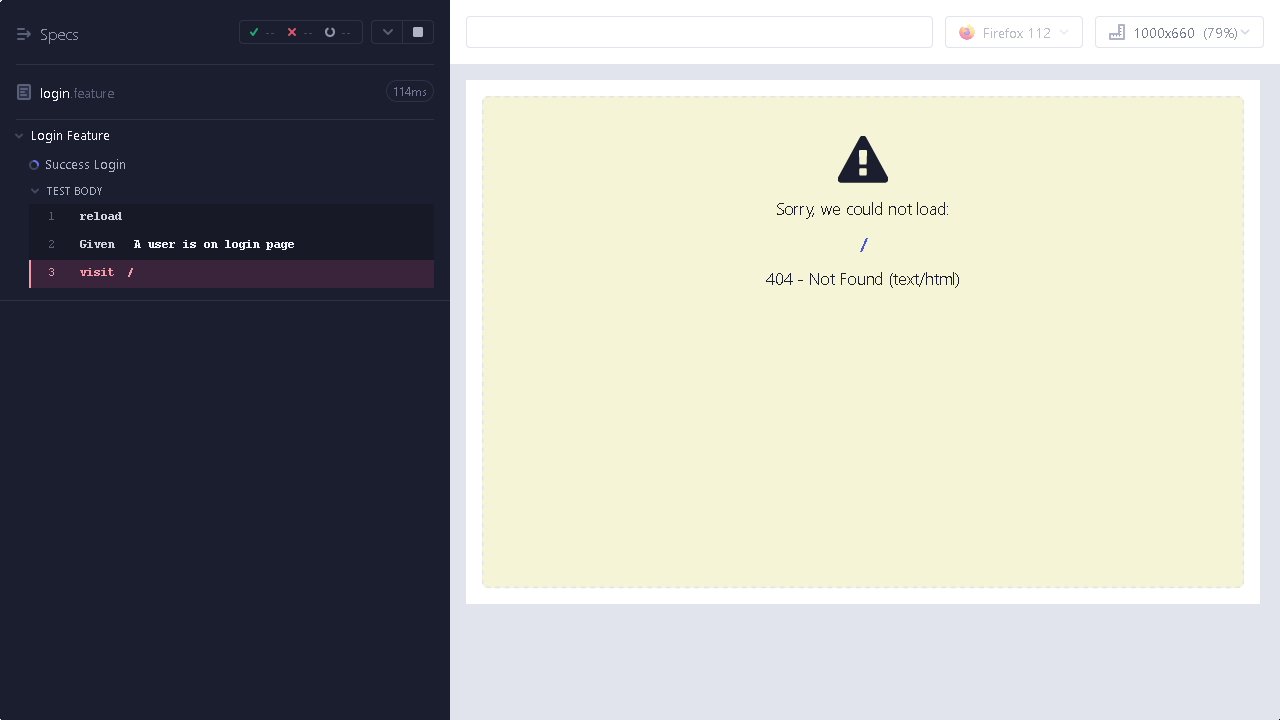 Specs
--
--
--
login.feature
114ms
Login Feature
Success Login
TEST BODY
1 reload
2 Given A user is on login page
3 visit /
Firefox 112
1000x660 (79%)
Sorry, we could not load:
/
404 - Not Found (text/html)